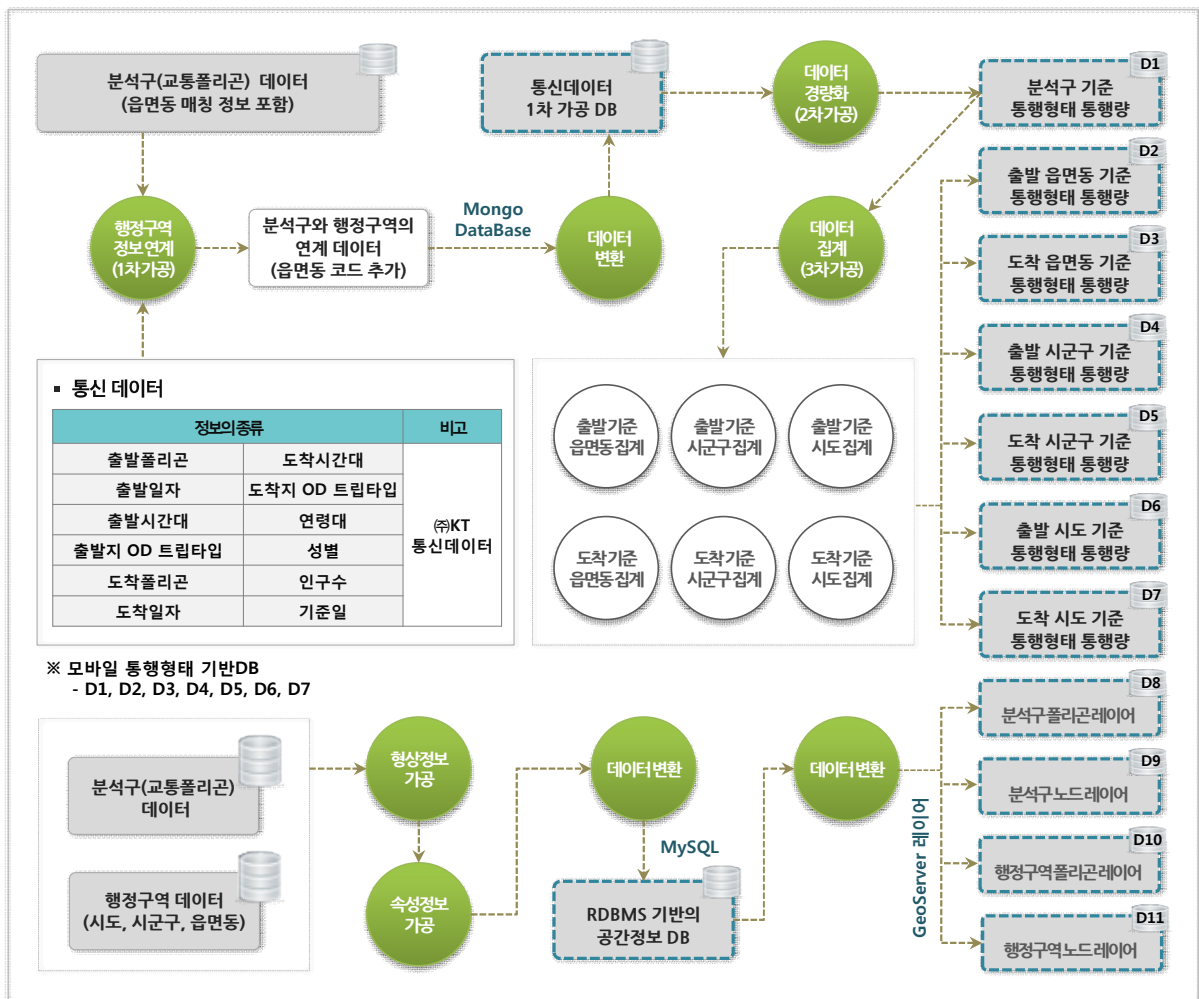 분석구(교통폴리곤) 데이터
(읍면동 매칭 정보 포함)
통신데이터
1차 가공 DB
데이터
경량화
(2차가공)
D1
분석구 기준
통행형태 통행량
D2
출발 읍면동 기준
통행형태 통행량
행정구역
정보연계
(1차가공)
분석구와 행정구역의
연계 데이터
(읍면동 코드 추가)
Mongo
DataBase
데이터
변환
데이터
집계
(3차가공)
D3
도착 읍면동 기준
통행형태 통행량
D4
출발 시군구 기준
통행형태 통행량
D5
도착 시군구 기준
통행형태 통행량
D6
출발 시도 기준
통행형태 통행량
D7
도착 시도 기준
통행형태 통행량
▪ 통신 데이터
정보의종류 비고
출발폴리곤 도착시간대
출발일자 도착지 OD 트립타입
출발시간대 연령대
출발지 OD 트립타입 성별
도착폴리곤 인구수
도착일자 기준일
㈜KT
통신데이터
출발기준
읍면동집계
출발기준
시군구집계
출발기준
시도집계
도착기준
읍면동집계
도착기준
시군구집계
도착기준
시도집계
※ 모바일 통행형태 기반DB
- D1, D2, D3, D4, D5, D6, D7
분석구(교통폴리곤)
데이터
행정구역 데이터
(시도, 시군구, 읍면동)
형상정보
가공
속성정보
가공
데이터변환
MySQL
RDBMS 기반의
공간정보 DB
데이터변환
GeoServer 레이어
D8
분석구폴리곤레이어
D9
분석구노드레이어
D10
행정구역폴리곤레이어
D11
행정구역노드레이어